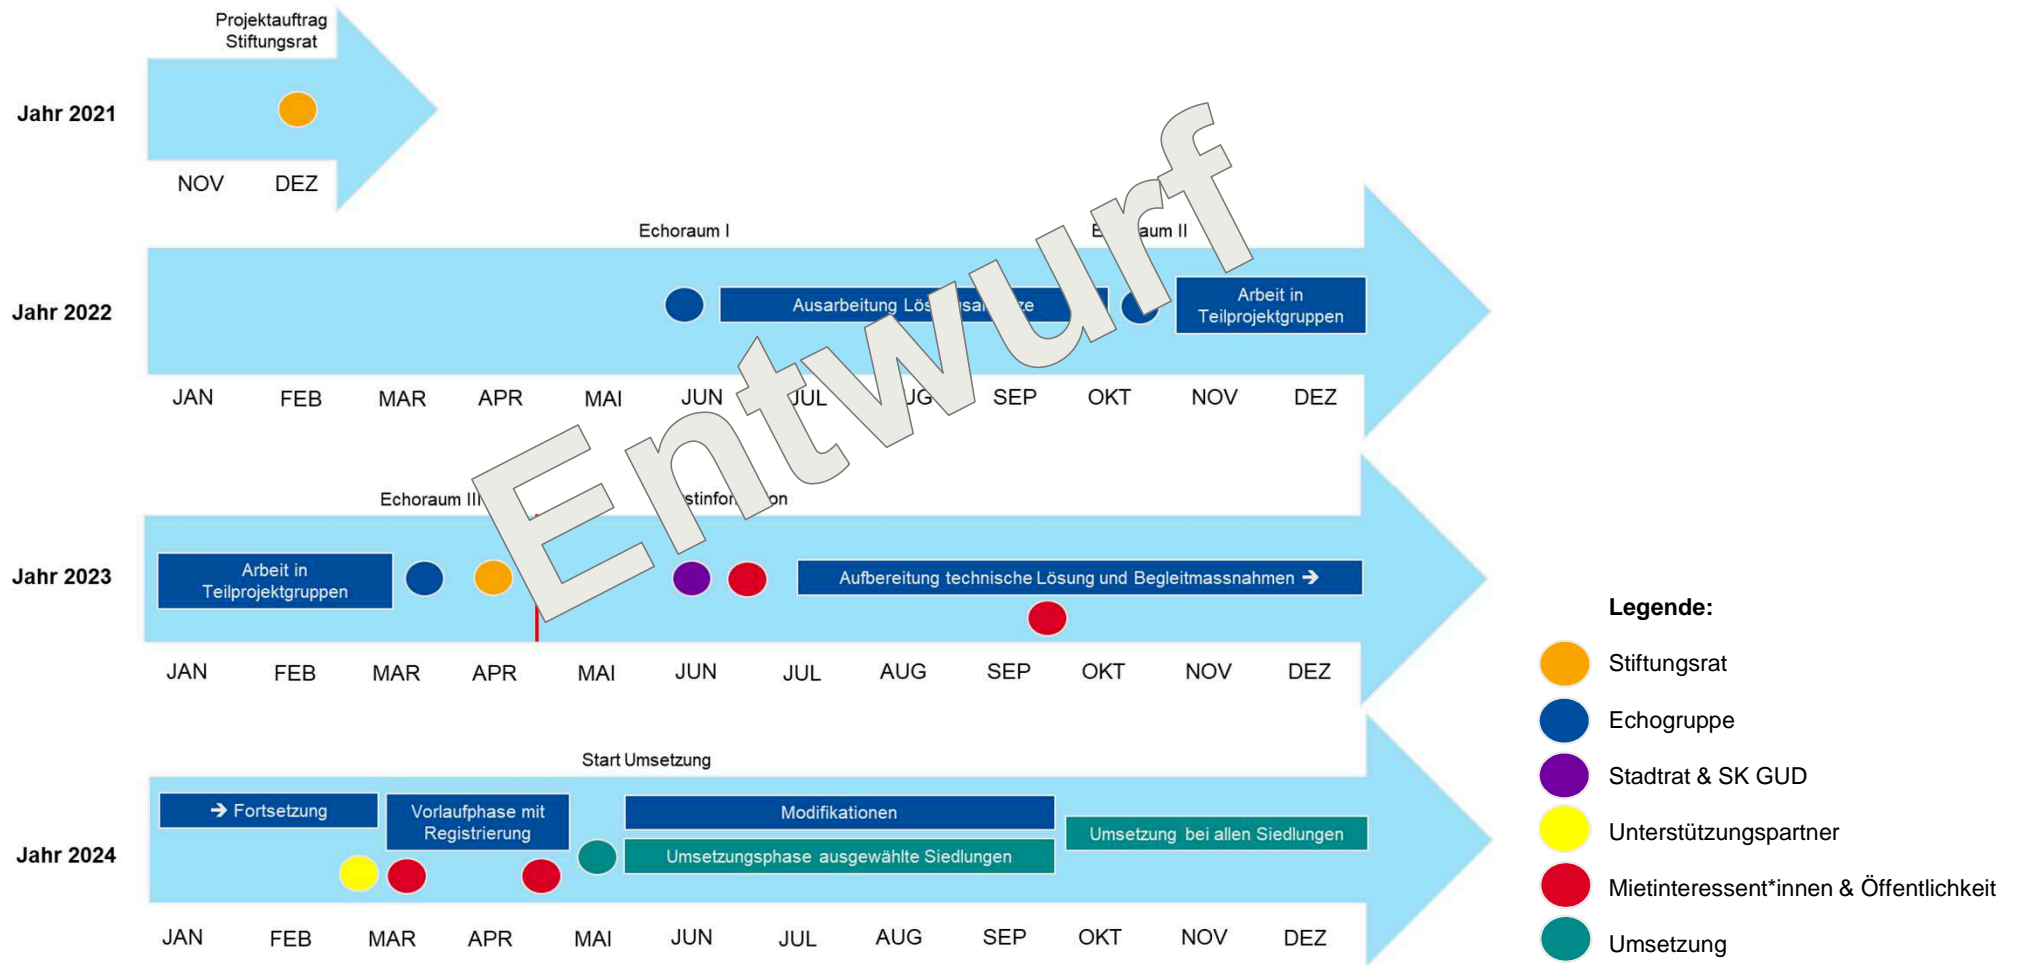 Projektauftrag
Stiftungsrat
Jahr 2021
NOV DEZ
Echoraum I
Jahr 2022
Ausarbeitung
Arbeit in
Teilprojektgruppen
JAN FEB MAR APR MAI JUN JUL SEP OKT NOV DEZ
Entwurf
Echoraum III
Jahr 2023
Arbeit in
Teilprojektgruppen
Aufbereitung technische Lösung und Begleitmassnahmen →
JAN FEB MAR APR MAI JUN JUL AUG SEP OKT NOV DEZ
Start Umsetzung
Jahr 2024
→ Fortsetzung
Vorlaufphase mit
Registrierung
Modifikationen
Umsetzungsphase ausgewählte Siedlungen
Umsetzung bei allen Siedlungen
JAN FEB MAR APR MAI JUN JUL AUG SEP OKT NOV DEZ
Legende:
Stiftungsrat
Echogruppe
Stadtrat & SK GUD
Unterstützungspartner
Mietinteressent*innen & Öffentlichkeit
Umsetzung